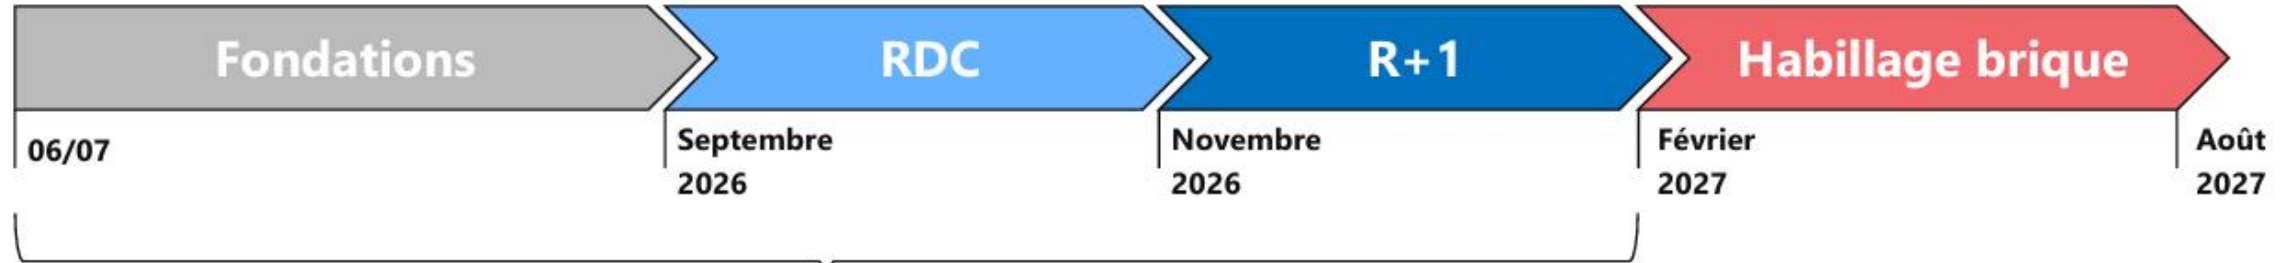 Fondations
RDC
R+1
Habillage brique
06/07
Septembre
2026
Novembre
2026
Février
2027
Août
2027